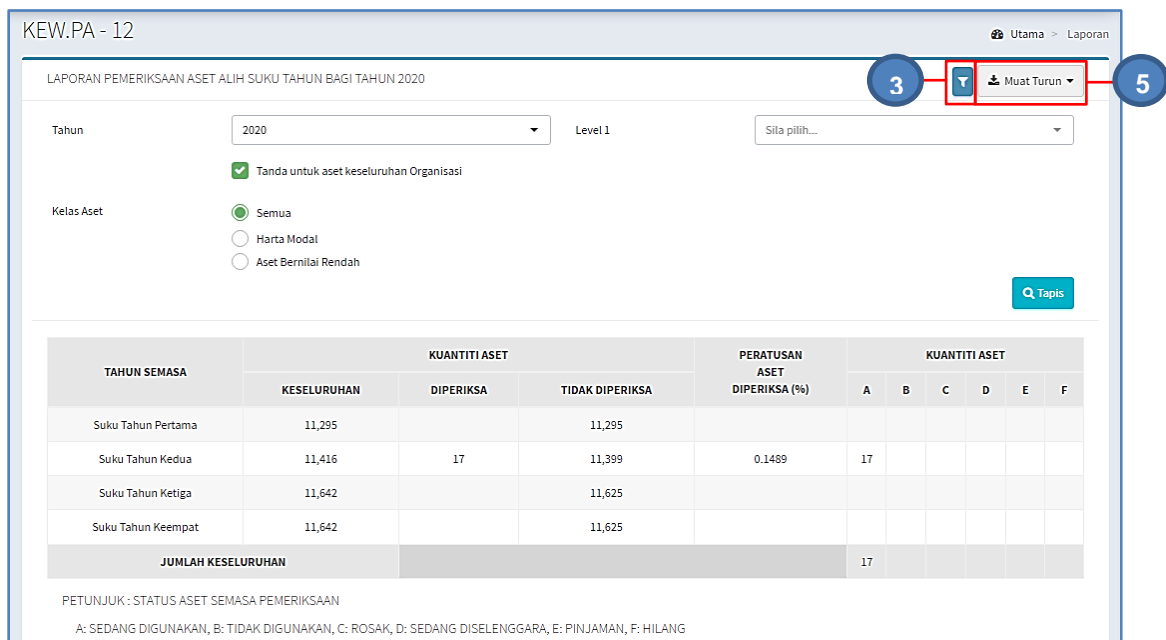 KEW.PA - 12
Utama > Laporan
LAPORAN PEMERIKSAAN ASET ALIH SUKU TAHUN BAGI TAHUN 2020
3
Muat Turun
5
Tahun 2020 Level 1 Sila pilih...
Tanda untuk aset keseluruhan Organisasi
Kelas Aset Semua
Harta Modal
Aset Bernilai Rendah
Tapis
TAHUN SEMASA KUANTITI ASET PERATUSAN ASET DIPERIKSA (%) KUANTITI ASET
KESELURUHAN DIPERIKSA TIDAK DIPERIKSA A B C D E F
Suku Tahun Pertama 11,295 11,295
Suku Tahun Kedua 11,416 17 11,399 0.1489 17
Suku Tahun Ketiga 11,642 11,625
Suku Tahun Keempat 11,642 11,625
JUMLAH KESELURUHAN 17
PETUNJUK : STATUS ASET SEMASA PEMERIKSAAN
A: SEDANG DIGUNAKAN, B: TIDAK DIGUNAKAN, C: ROSAK, D: SEDANG DISELENGGARA, E: PINJAMAN, F: HILANG